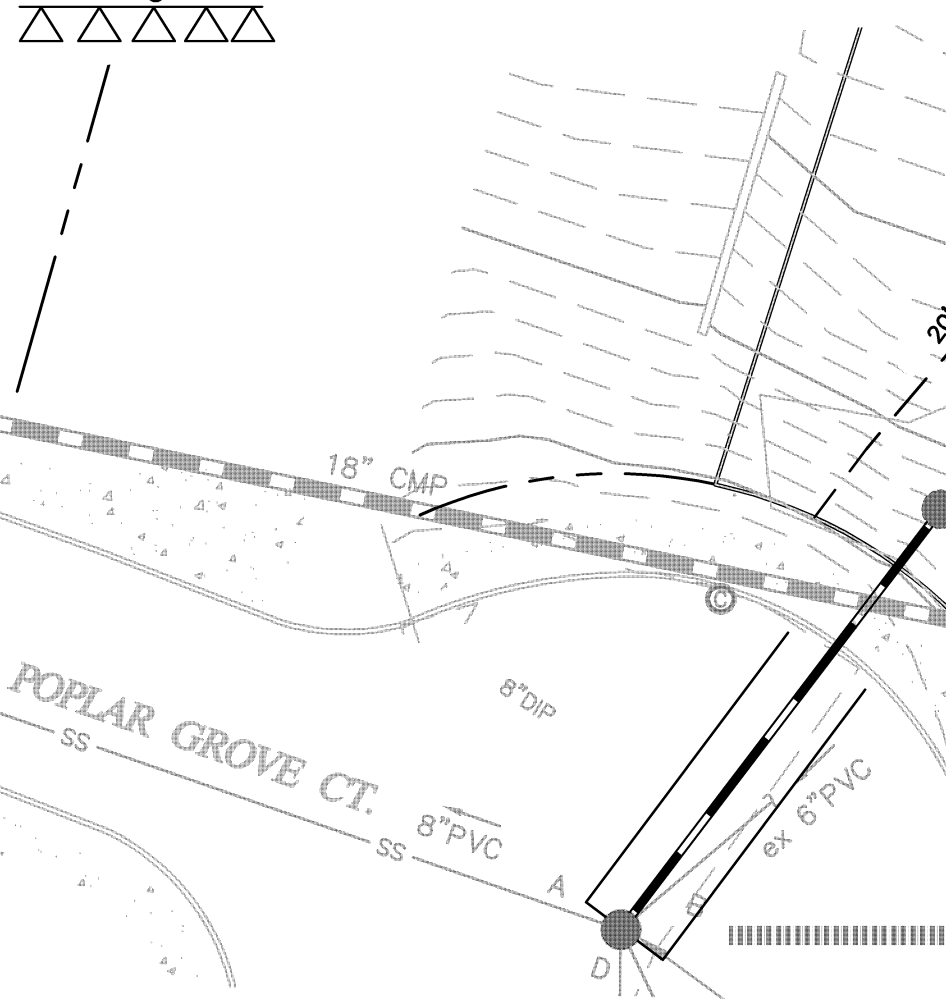 20'
18" CMP
C
8"DIP
POPLAR GROVE CT.
SS
8"PVC
SS
ex 6"PVC
A
D